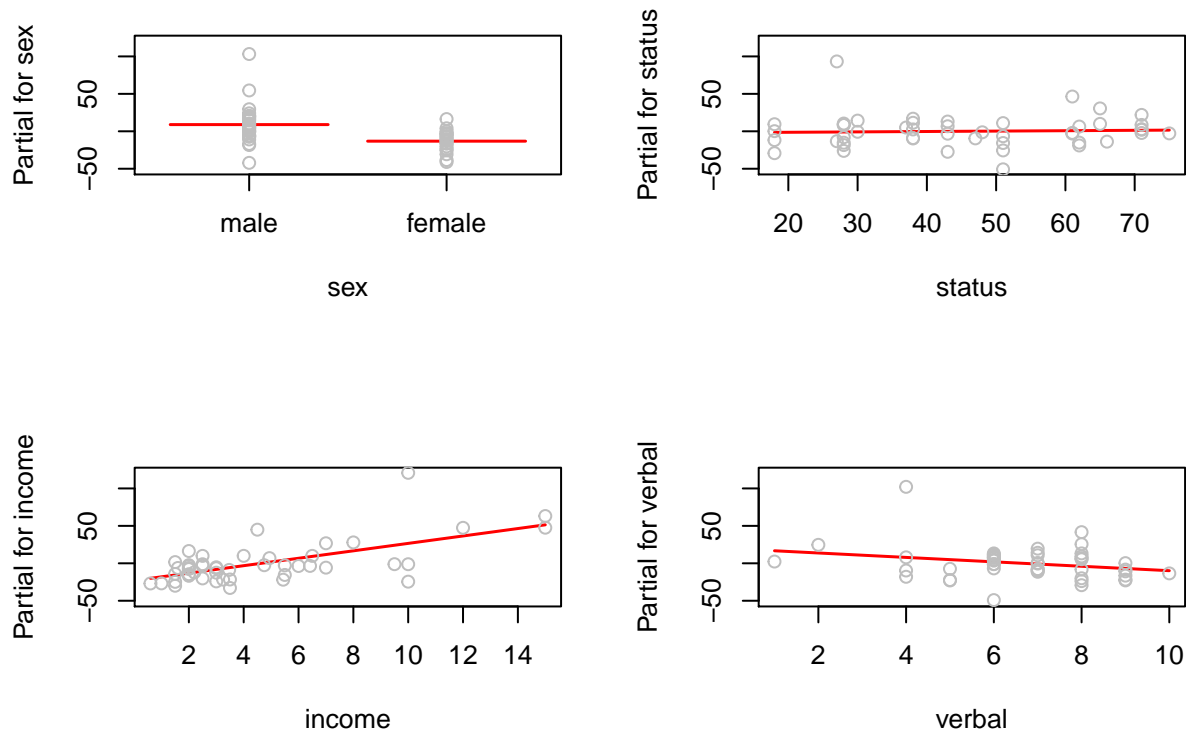 Partial for sex
50
−50
male female
sex
Partial for status
50
−50
20 30 40 50 60 70
status
Partial for income
50
−50
2 4 6 8 10 12 14
income
Partial for verbal
50
−50
2 4 6 8 10
verbal